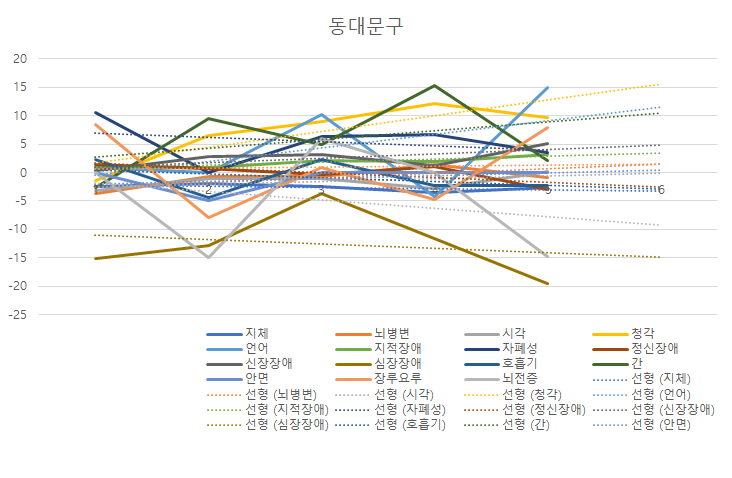 동대문구
20
15
10
5
0
-5
-10
-15
-20
-25
2
3
5
6
지체 뇌병변 시각 청각
언어 지적장애 자폐성 정신장애
신장장애 심장장애 호흡기 간
안면 장루요루 뇌전증 선형 (지체)
선형 (뇌병변) 선형 (시각) 선형 (청각) 선형 (언어)
선형 (지적장애) 선형 (자폐성) 선형 (정신장애) 선형 (신장장애)
선형 (심장장애) 선형 (호흡기) 선형 (간) 선형 (안면)